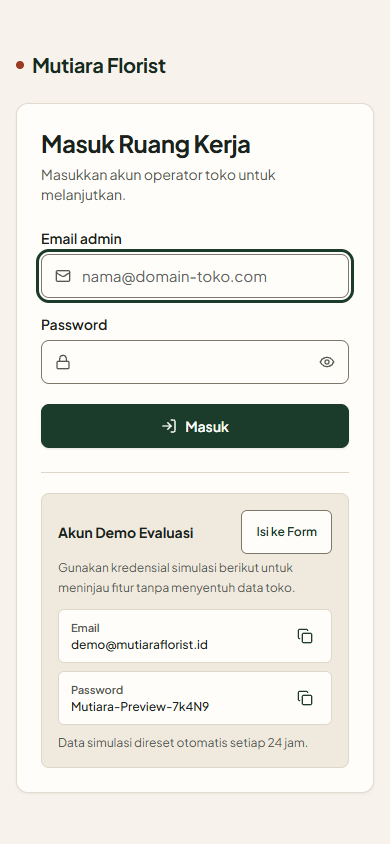 Mutiara Florist
Masuk Ruang Kerja
Masukkan akun operator toko untuk
melanjutkan.
Email admin
nama@domain-toko.com
Password
Masuk
Akun Demo Evaluasi
Isi ke Form
Gunakan kredensial simulasi berikut untuk
meninjau fitur tanpa menyentuh data toko.
Email
demo@mutiaraflorist.id
Password
Mutiara-Preview-7k4N9
Data simulasi direset otomatis setiap 24 jam.